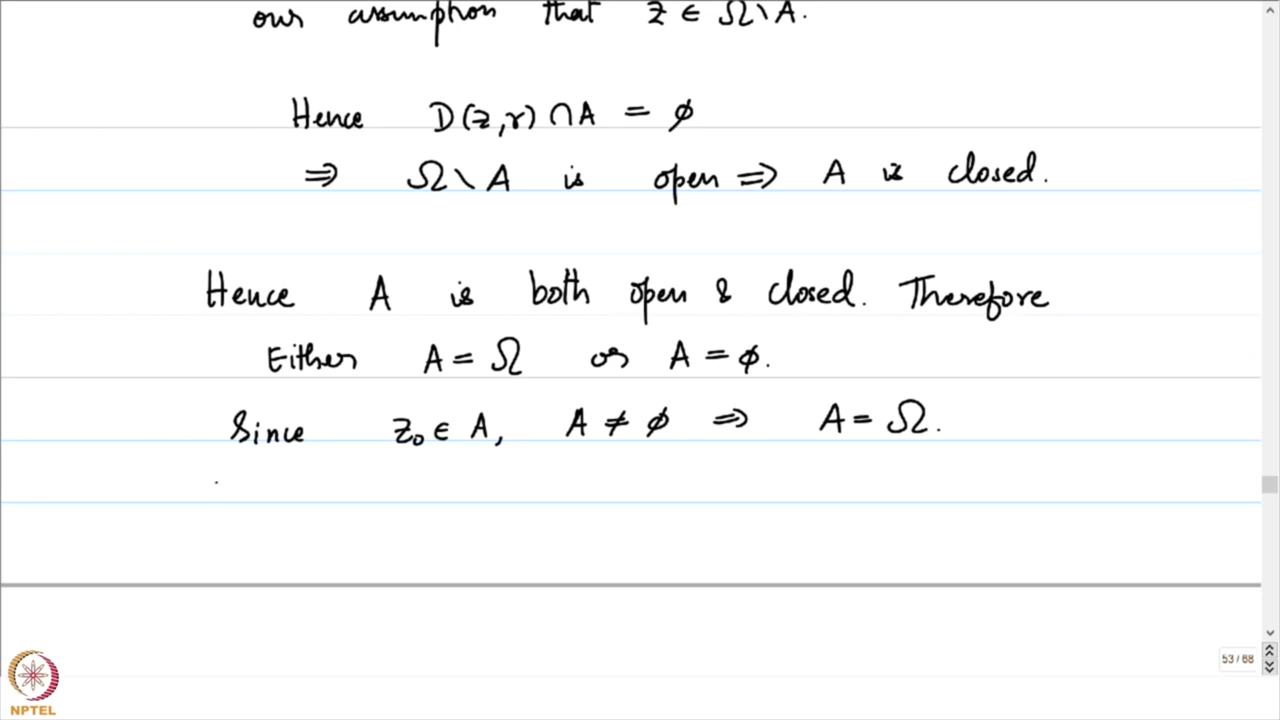 our assumption that z ∈ Ω\A.
Hence D(z,r) ∩ A = ϕ
⇒ Ω \ A is open ⇒ A is closed.
Hence A is both open & closed. Therefore
Either A = Ω or A = ϕ.
Since z₀ ∈ A, A ≠ ϕ ⇒ A = Ω.
53 / 68
NPTEL